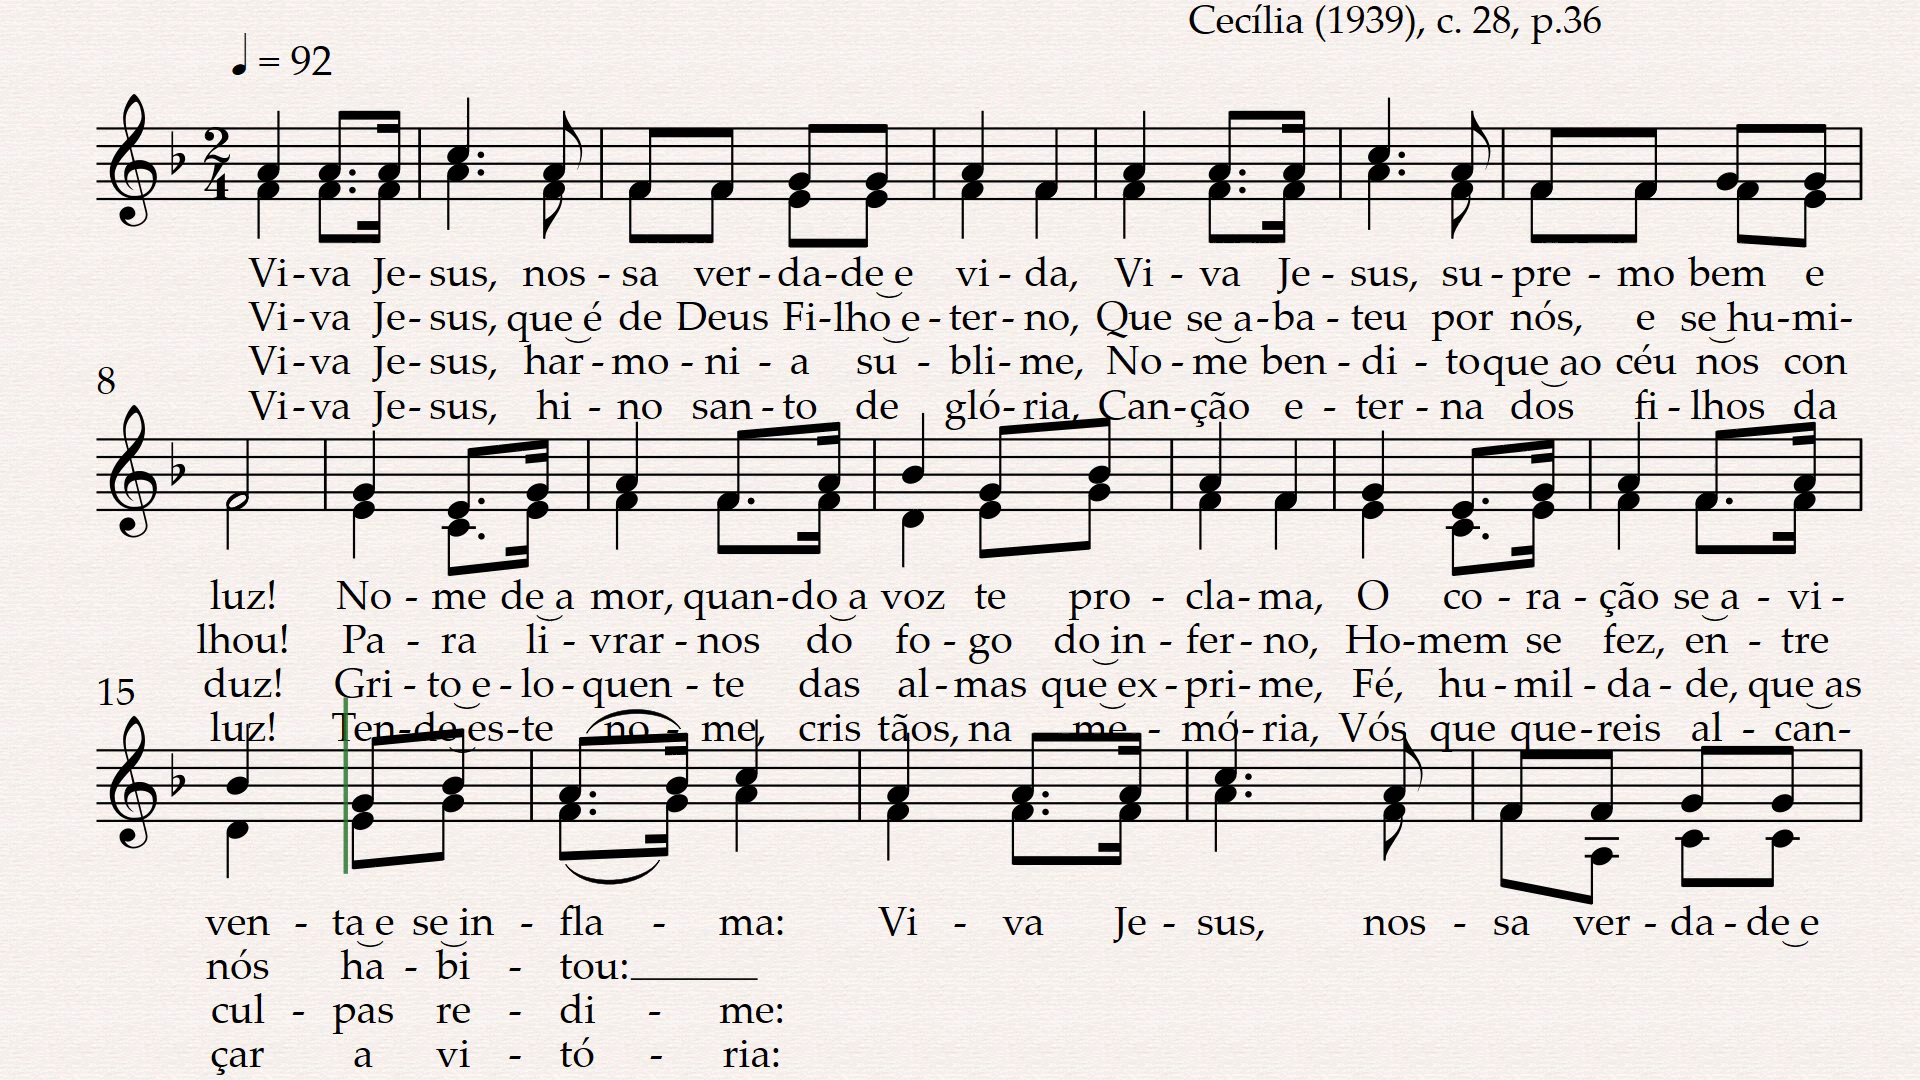 Cecília (1939), c. 28, p.36
= 92
2
4
Vi-va Je-sus, nos - sa ver-da-de e vi - da, Vi - va Je - sus, su-pre - mo bem e
Vi-va Je-sus, que é de Deus Fi-lho e-ter-no, Que se a-ba - teu por nós, e se hu-mi-
Vi-va Je-sus, har-mo-ni - a su - bli-me, No-me ben-di - to que ao céu nos con
8
Vi-va Je-sus, hi - no san-to de gló-ria, Can-ção e - ter-na dos fi-lhos da
luz! No - me de a mor, quan-do a voz te pro - cla-ma, O co-ra-ção se a - vi-
lhou! Pa - ra li-vrar-nos do fo-go do in-fer-no, Ho-mem se fez, en - tre
duz! Gri-to e-lo-quen - te das al-mas que ex-pri-me, Fé, hu-mil-da-de, que as
15
luz! Ten-de es-te no - me, cris tãos, na me - mó-ria, Vós que que-reis al - can-
ven - ta e se in - fla - ma: Vi - va Je - sus, nos - sa ver-da-de e
nós ha - bi - tou:______
cul - pas re - di - me:
çar a vi - tó - ria: